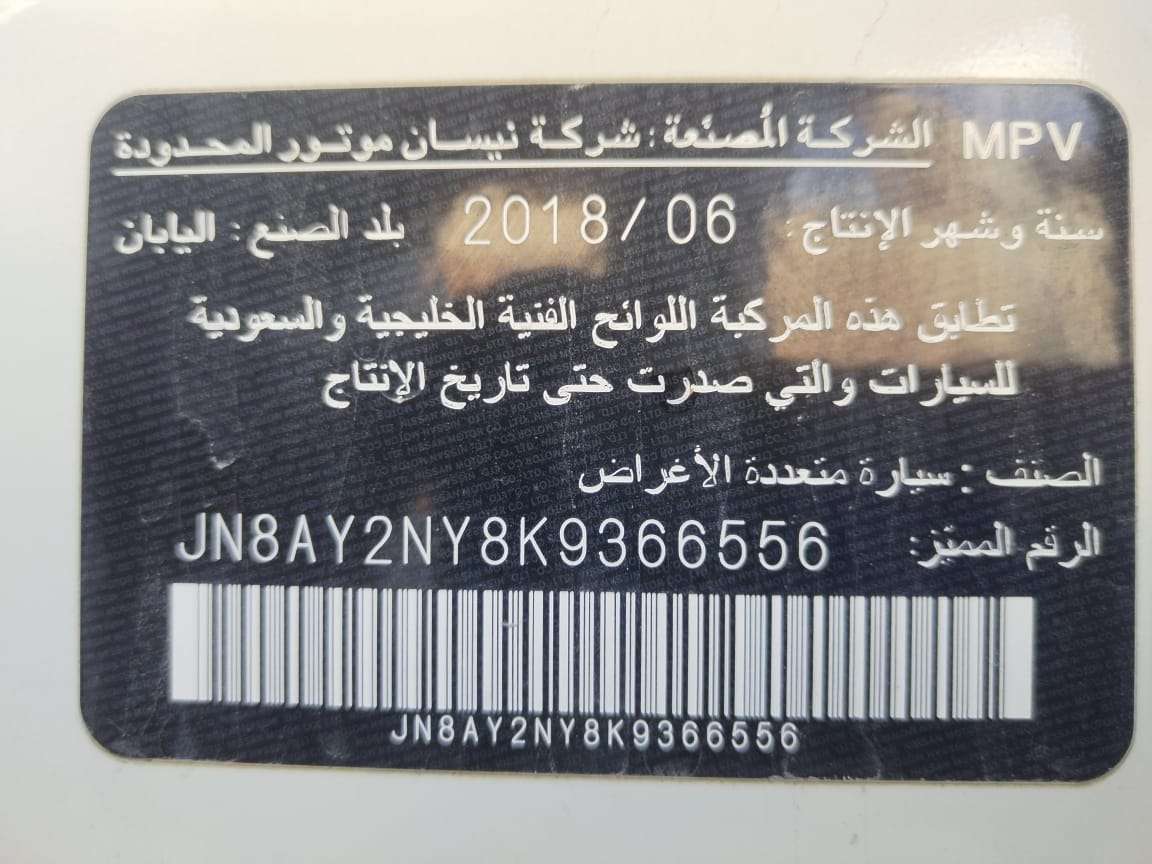 MPV الشركة المُصنّعة: شركة نيسان موتور المحدودة
سنة وشهر الإنتاج: 2018/06 بلد الصنع: اليابان
تطابق هذه المركبة اللوائح الفنية الخليجية والسعودية
للسيارات والتي صدرت حتى تاريخ الإنتاج
الصنف: سيارة متعددة الأغراض
الرقم المميّز: JN8AY2NY8K9366556
JN8AY2NY8K9366556